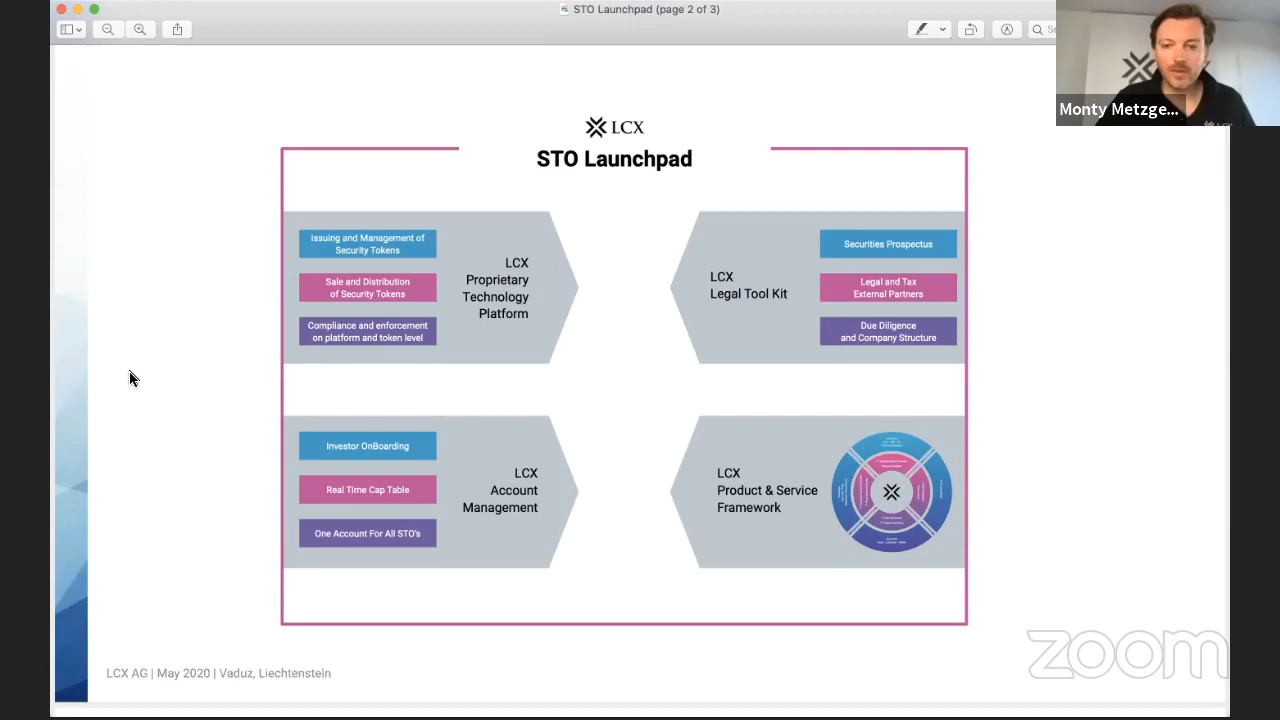 STO Launchpad (page 2 of 3)
Monty Metzge...
LCX
STO Launchpad
Issuing and Management of
Security Tokens
Sale and Distribution
of Security Tokens
Compliance and enforcement
on platform and token level
LCX
Proprietary
Technology
Platform
LCX
Legal Tool Kit
Securities Prospectus
Legal and Tax
External Partners
Due Diligence
and Company Structure
Investor OnBoarding
Real Time Cap Table
One Account For All STO's
LCX
Account
Management
LCX
Product & Service
Framework
LCX AG | May 2020 | Vaduz, Liechtenstein
zoom